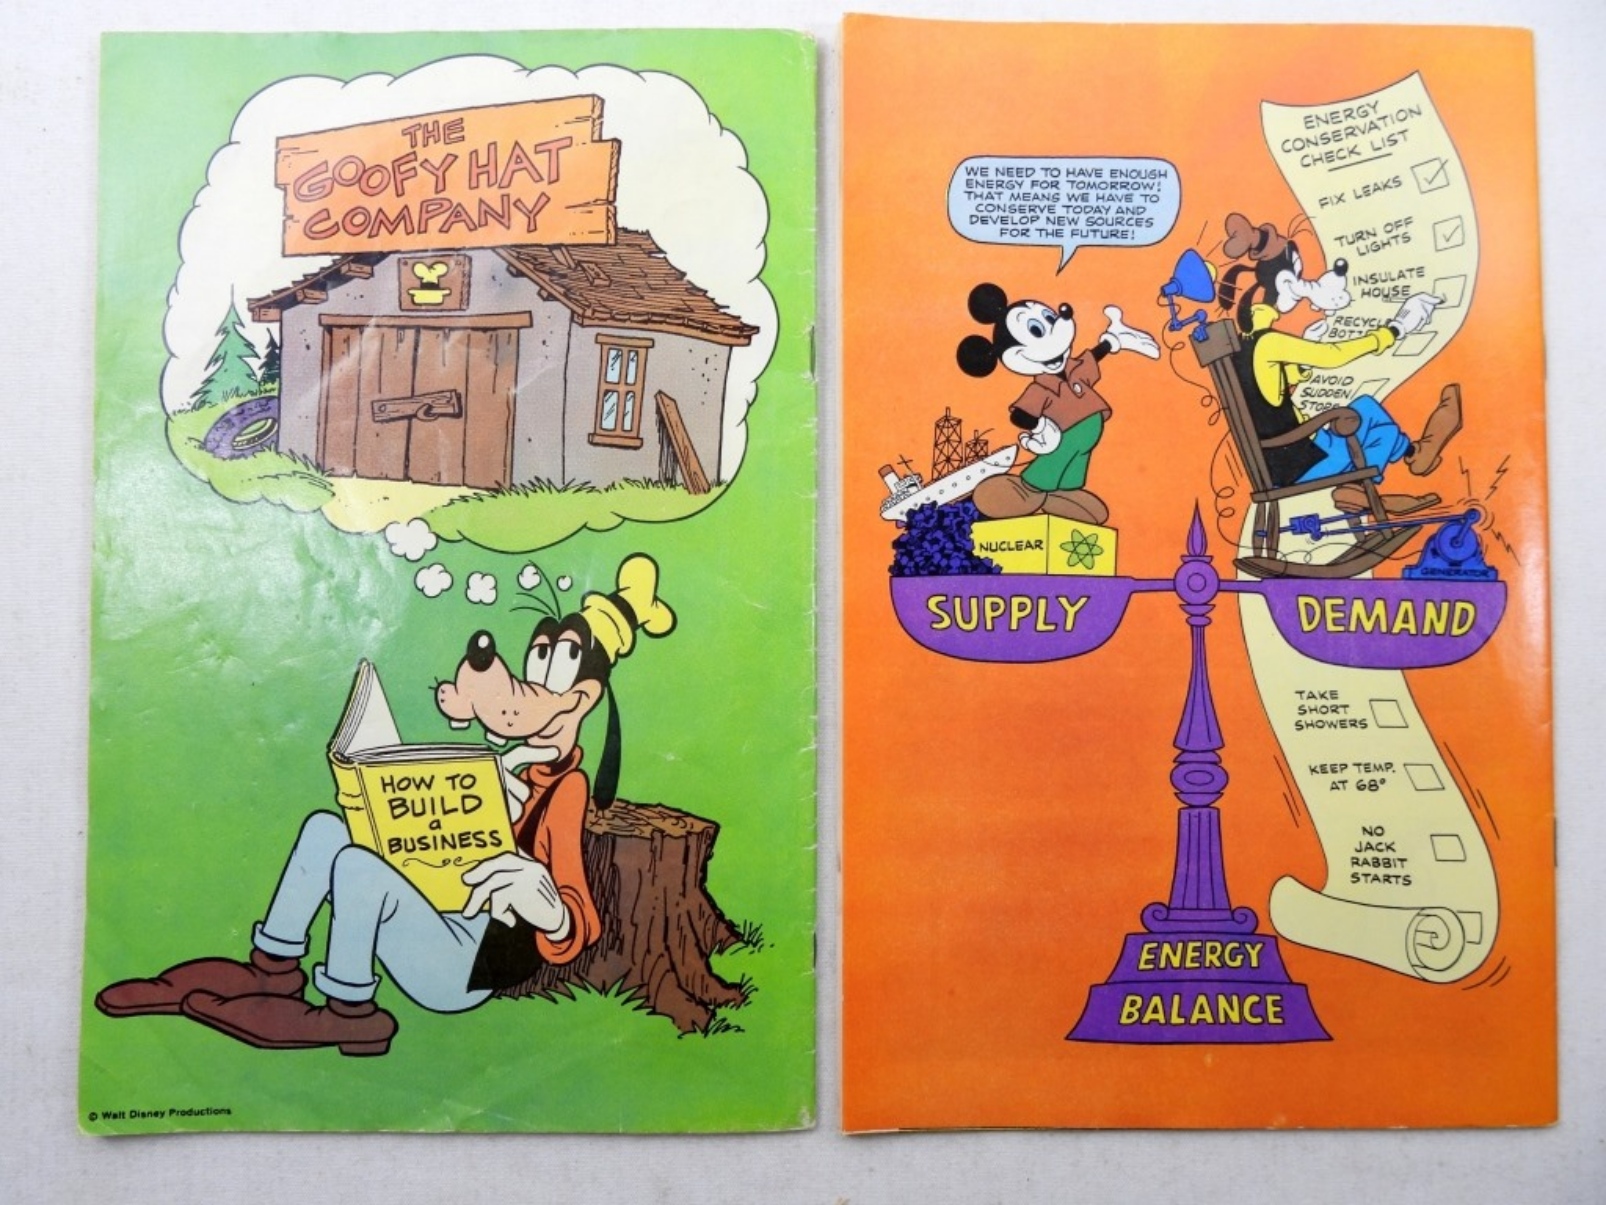 THE
GOOFY HAT
COMPANY
HOW TO
BUILD
a
BUSINESS
© Walt Disney Productions
WE NEED TO HAVE ENOUGH
ENERGY FOR TOMORROW!
THAT MEANS WE HAVE TO
CONSERVE TODAY AND
DEVELOP NEW SOURCES
FOR THE FUTURE!
ENERGY
CONSERVATION
CHECK LIST
FIX LEAKS
TURN OFF
LIGHTS
INSULATE
HOUSE
AVOID
SUDDEN
NUCLEAR
GENERATOR
SUPPLY
DEMAND
TAKE
SHORT
SHOWERS
KEEP TEMP.
AT 68°
NO
JACK
RABBIT
STARTS
ENERGY
BALANCE